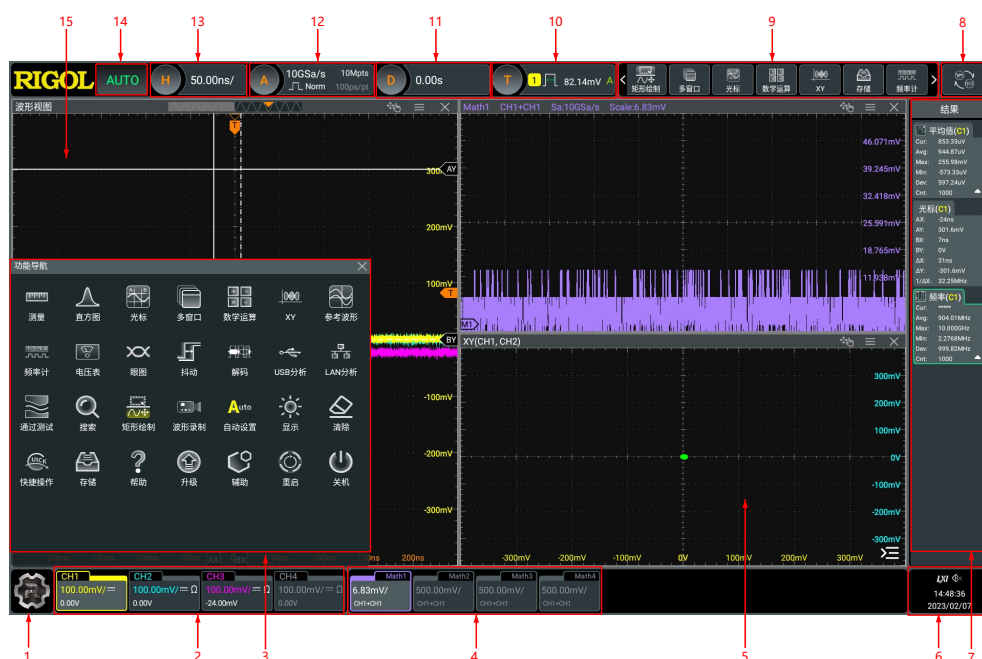 15 14 13 12 11 10 9 8
RIGOL AUTO H 50.00ns/ A 10GSa/s 10Mpts Norm 100ps/pt D 0.00s T 1 82.14mV A
矩形绘制 多窗口 光标 数学运算 XY 存储 频率计
波形视图
T
300 AY
200mV
100mV
T
BY
-100mV
-200mV
-300mV
200ns
Math1 CH1+CH1 Sa:10GSa/s Scale:6.83mV
46.071mV
39.245mV
32.418mV
25.591mV
18.765mV
11.938mV
M1
XY(CH1, CH2)
300mV
200mV
100mV
0V
-100mV
-200mV
-300mV
-300mV -200mV -100mV 0V 100mV 200mV 300mV
功能导航
测量 直方图 光标 多窗口 数学运算 XY 参考波形
频率计 电压表 眼图 抖动 解码 USB分析 LAN分析
通过测试 搜索 矩形绘制 波形录制 自动设置 显示 清除
快捷操作 存储 帮助 升级 辅助 重启 关机
结果
平均值(C1)
Cur: 853.33uV
Avg: 944.87uV
Max: 255.98mV
Min: -573.33uV
Dev: 597.24uV
Cnt: 1000
光标(C1)
AX: -24ns
AY: 301.6mV
BX: 7ns
BY: 0V
ΔX: 31ns
ΔY: -301.6mV
1/ΔX: 32.25MHz
频率(C1)
Cur: *****
Avg: 904.01MHz
Max: 10.000GHz
Min: 2.2768MHz
Dev: 999.82MHz
Cnt: 1000
CH1 CH2 CH3 CH4 Math1 Math2 Math3 Math4
100.00mV/ 100.00mV/ Ω 100.00mV/ Ω 100.00mV/ Ω 6.83mV/ 500.00mV/ 500.00mV/ 500.00mV/
0.00V 0.00V -24.00mV 0.00V CH1+CH1 CH1+CH1 CH1+CH1 CH1+CH1
LXI
14:48:36
2023/02/07
1 2 3 4 5 6 7